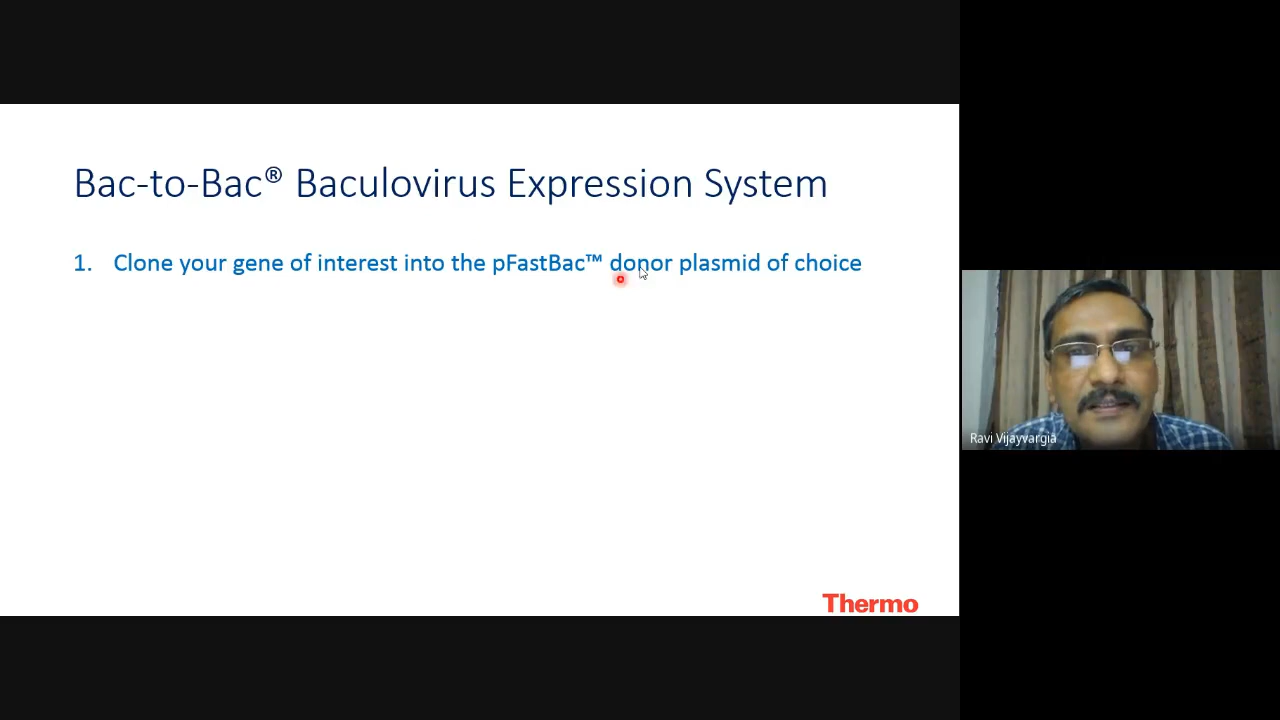 Bac-to-Bac® Baculovirus Expression System
1. Clone your gene of interest into the pFastBac™ donor plasmid of choice
Thermo
Ravi Vijayvargia